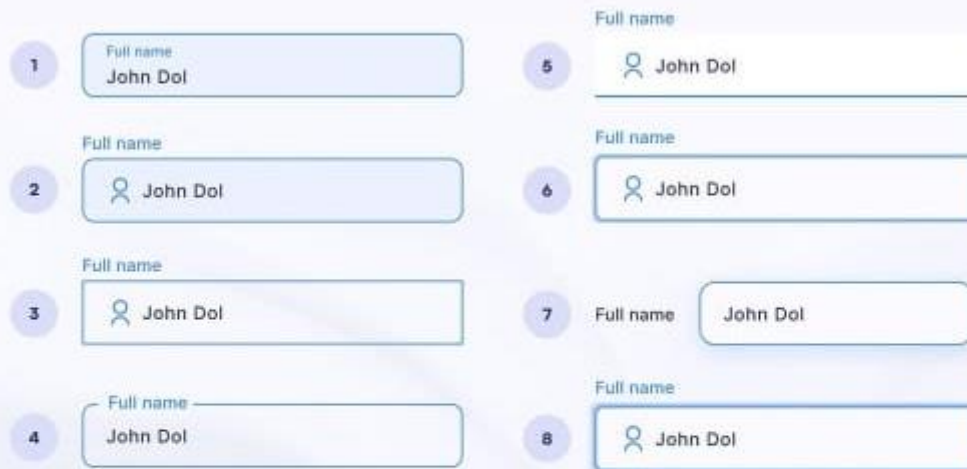 1
Full name
John Dol
2
Full name
John Dol
3
Full name
John Dol
4
Full name
John Dol
5
Full name
John Dol
6
Full name
John Dol
7
Full name
John Dol
8
Full name
John Dol